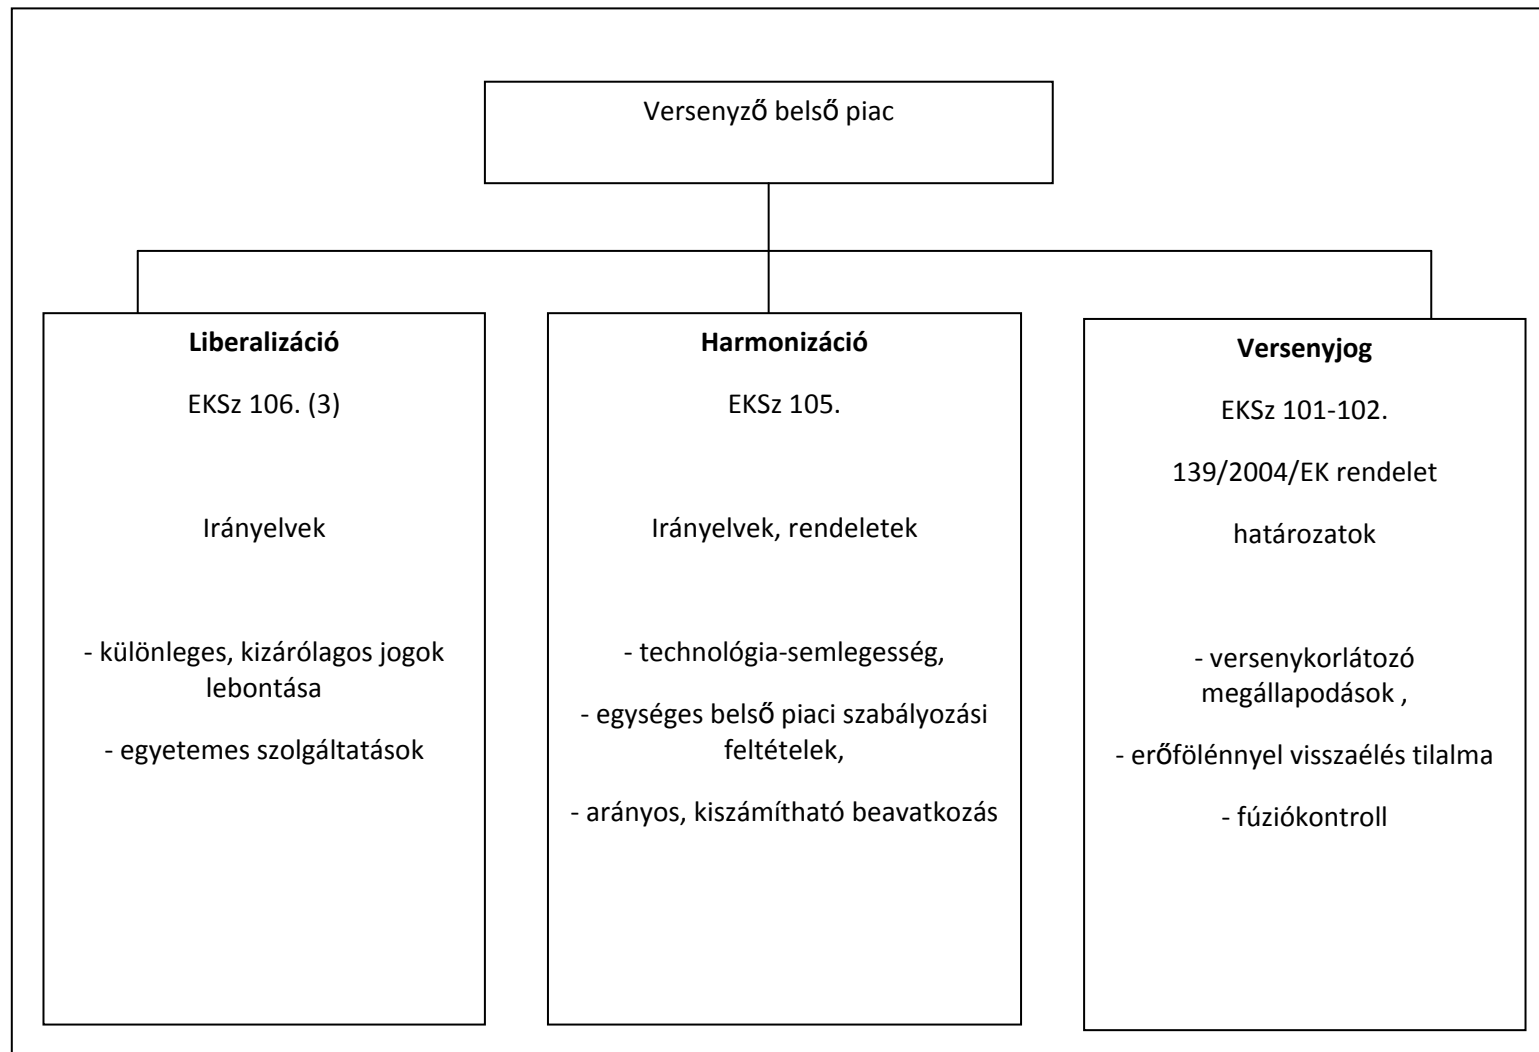 Versenyző belső piac
Liberalizáció
EKSz 106. (3)
Irányelvek
- különleges, kizárólagos jogok
lebontása
- egyetemes szolgáltatások
Harmonizáció
EKSz 105.
Irányelvek, rendeletek
- technológia-semlegesség,
- egységes belső piaci szabályozási
feltételek,
- arányos, kiszámítható beavatkozás
Versenyjog
EKSz 101-102.
139/2004/EK rendelet
határozatok
- versenykorlátozó
megállapodások ,
- erőfölénnyel visszaélés tilalma
- fúziókontroll